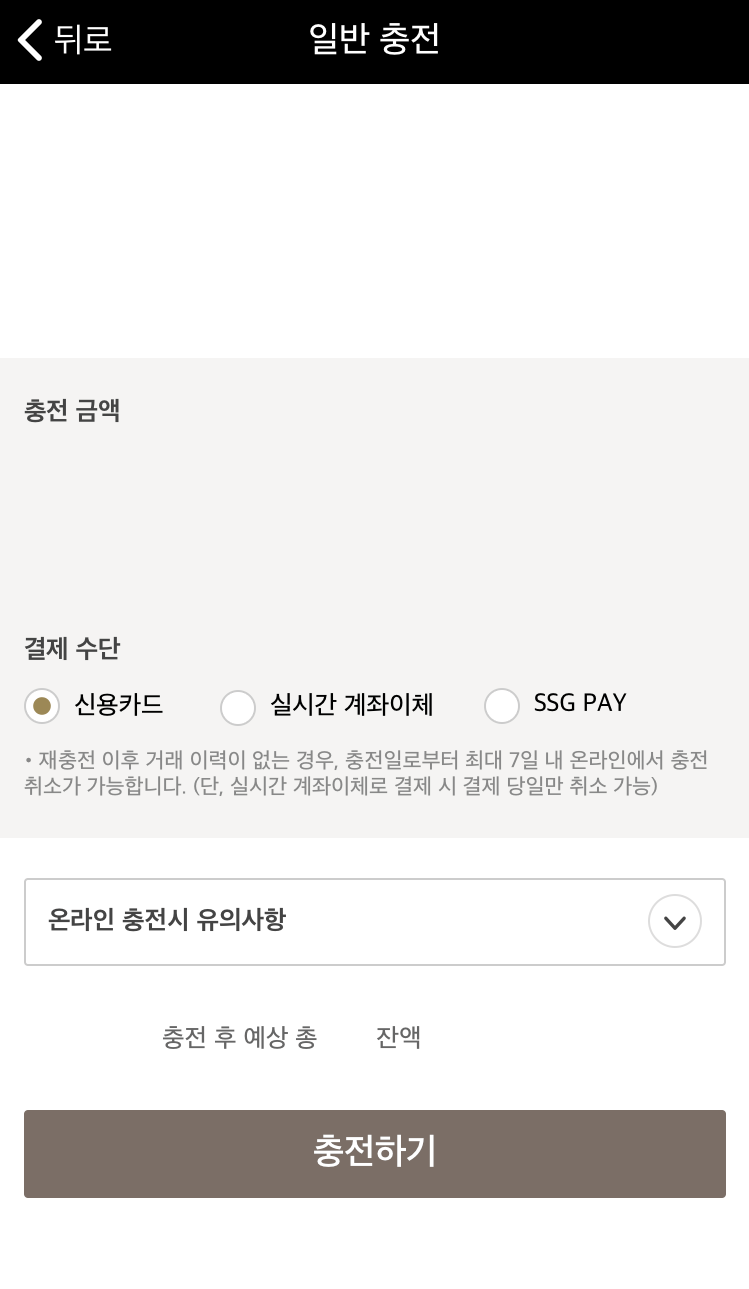 뒤로
일반 충전
충전 금액
결제 수단
신용카드 실시간 계좌이체 SSG PAY
• 재충전 이후 거래 이력이 없는 경우, 충전일로부터 최대 7일 내 온라인에서 충전
취소가 가능합니다. (단, 실시간 계좌이체로 결제 시 결제 당일만 취소 가능)
온라인 충전시 유의사항
충전 후 예상 총 잔액
충전하기